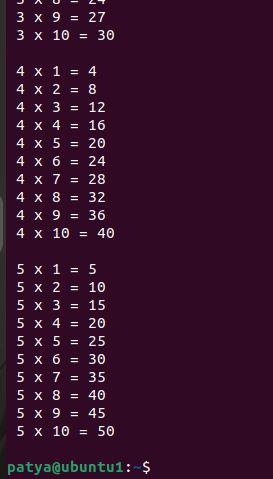 3 x 8 = 24
3 x 9 = 27
3 x 10 = 30
4 x 1 = 4
4 x 2 = 8
4 x 3 = 12
4 x 4 = 16
4 x 5 = 20
4 x 6 = 24
4 x 7 = 28
4 x 8 = 32
4 x 9 = 36
4 x 10 = 40
5 x 1 = 5
5 x 2 = 10
5 x 3 = 15
5 x 4 = 20
5 x 5 = 25
5 x 6 = 30
5 x 7 = 35
5 x 8 = 40
5 x 9 = 45
5 x 10 = 50
patya@ubuntu1:~$